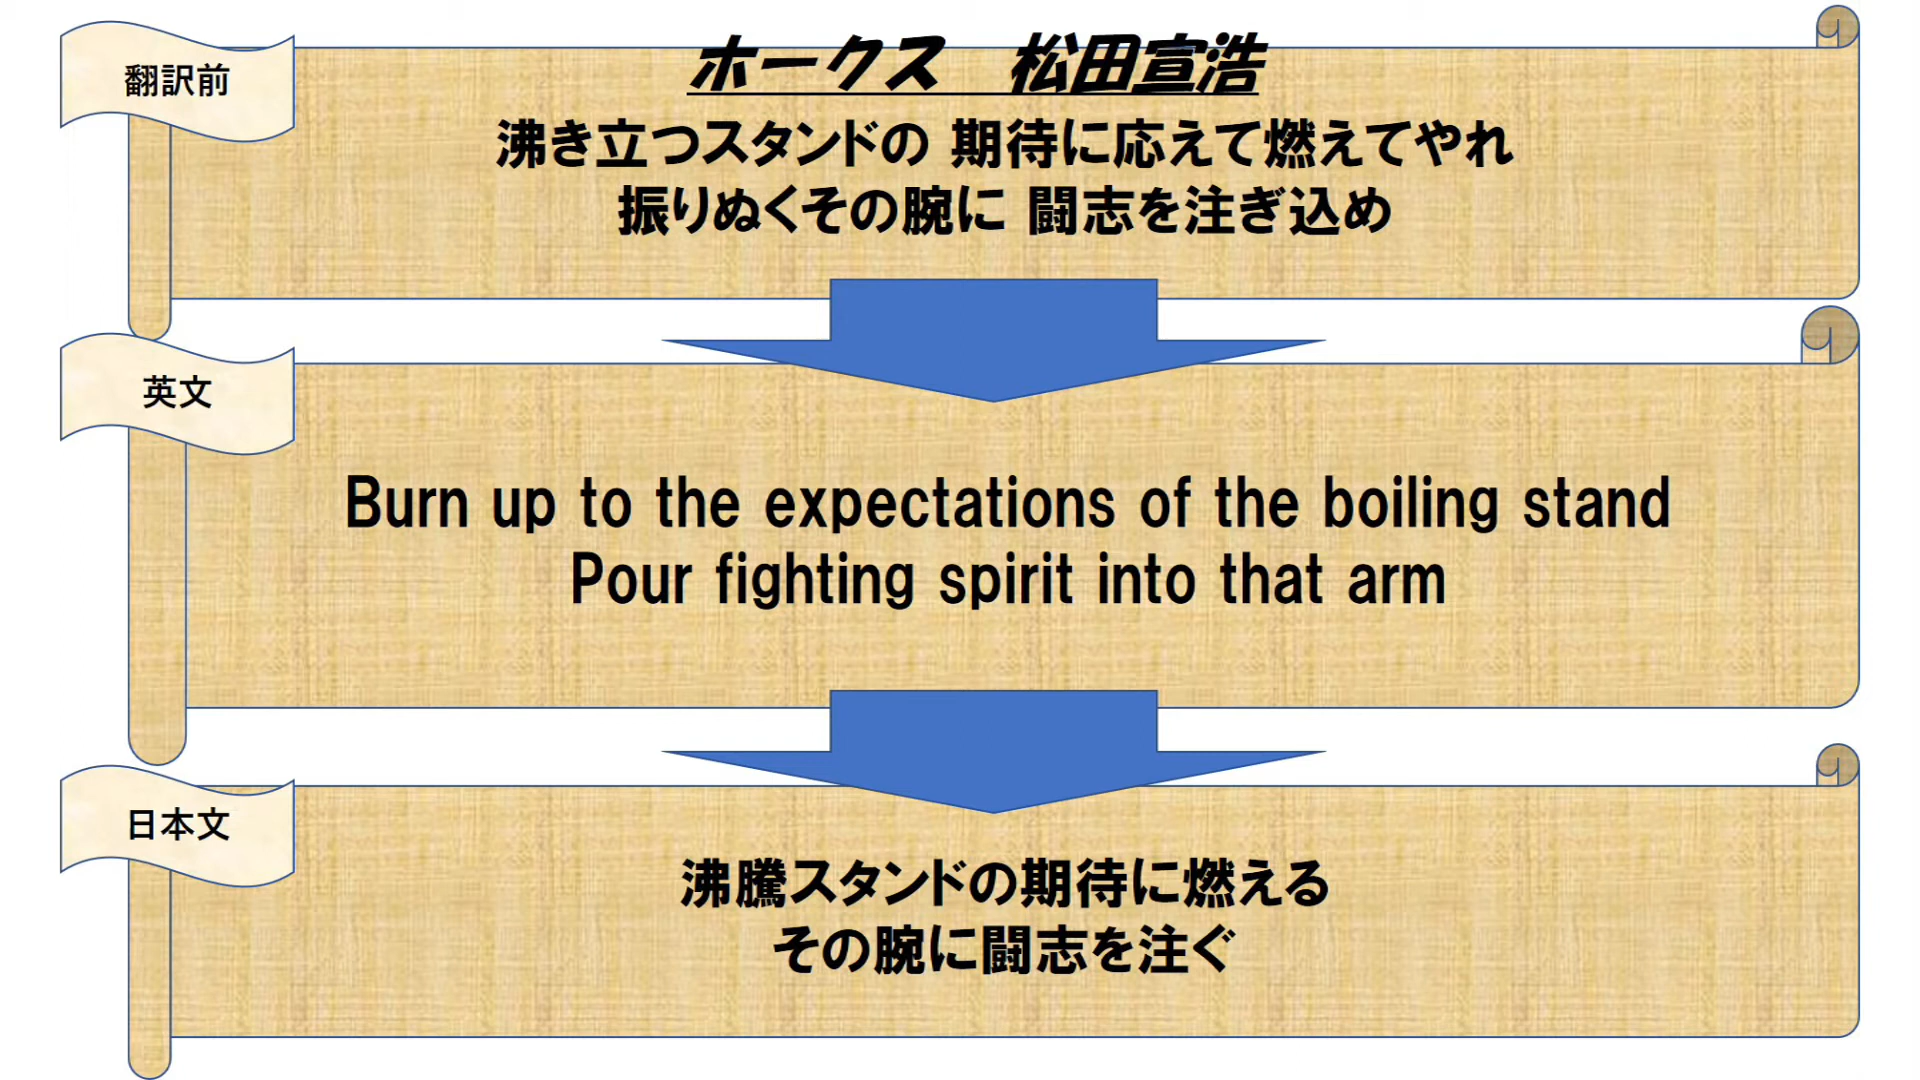 翻訳前
ホークス　松田宣浩
沸き立つスタンドの 期待に応えて燃えてやれ
振りぬくその腕に 闘志を注ぎ込め
英文
Burn up to the expectations of the boiling stand
Pour fighting spirit into that arm
日本文
沸騰スタンドの期待に燃える
その腕に闘志を注ぐ